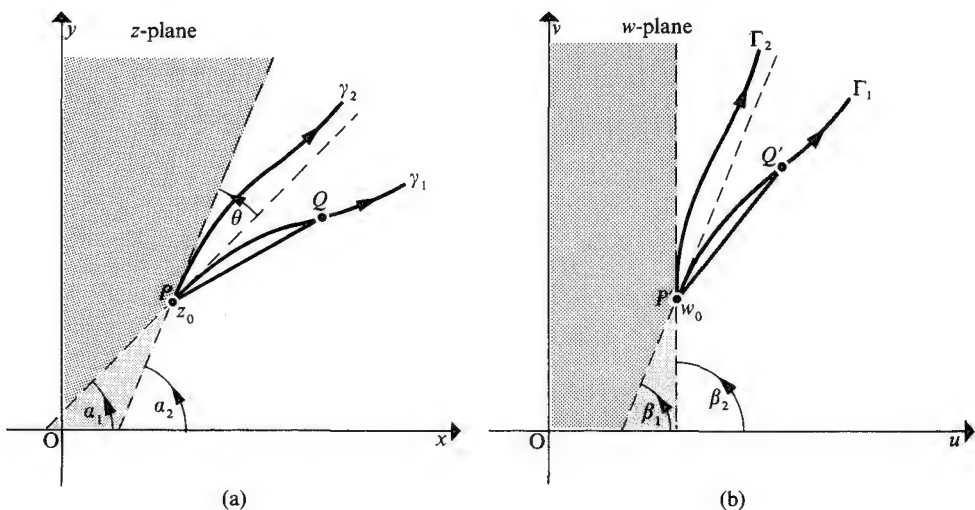 y
z-plane
γ₂
θ
Q
γ₁
P
z₀
α₁
α₂
O
x
(a)
v
w-plane
Γ₂
Γ₁
Q′
P′
w₀
β₁
β₂
O
u
(b)